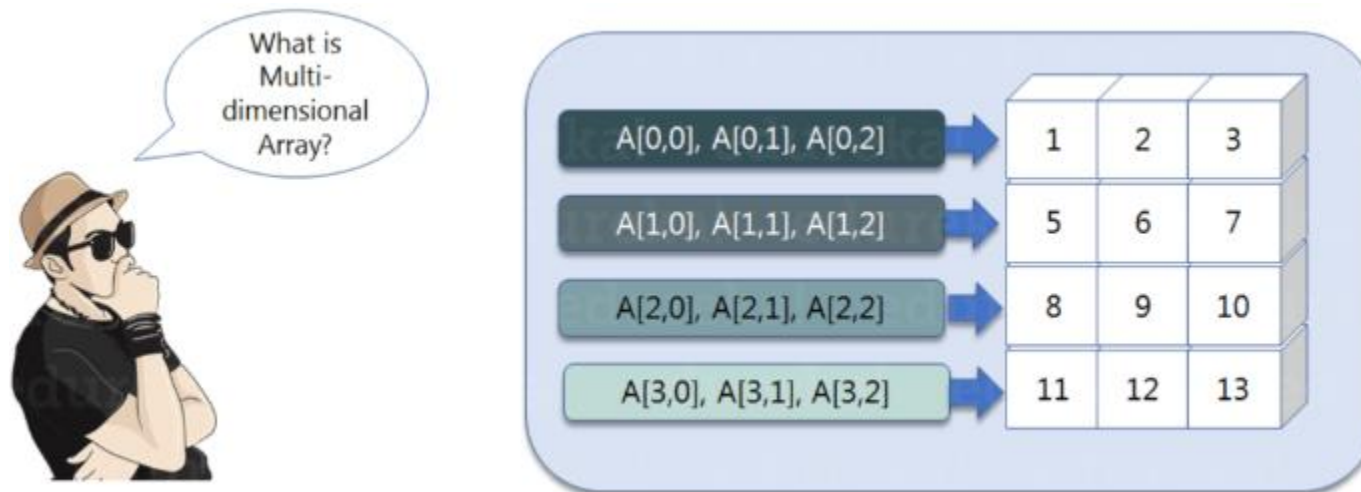 What is
Multi-
dimensional
Array?
A[0,0], A[0,1], A[0,2]
1 2 3
A[1,0], A[1,1], A[1,2]
5 6 7
A[2,0], A[2,1], A[2,2]
8 9 10
A[3,0], A[3,1], A[3,2]
11 12 13